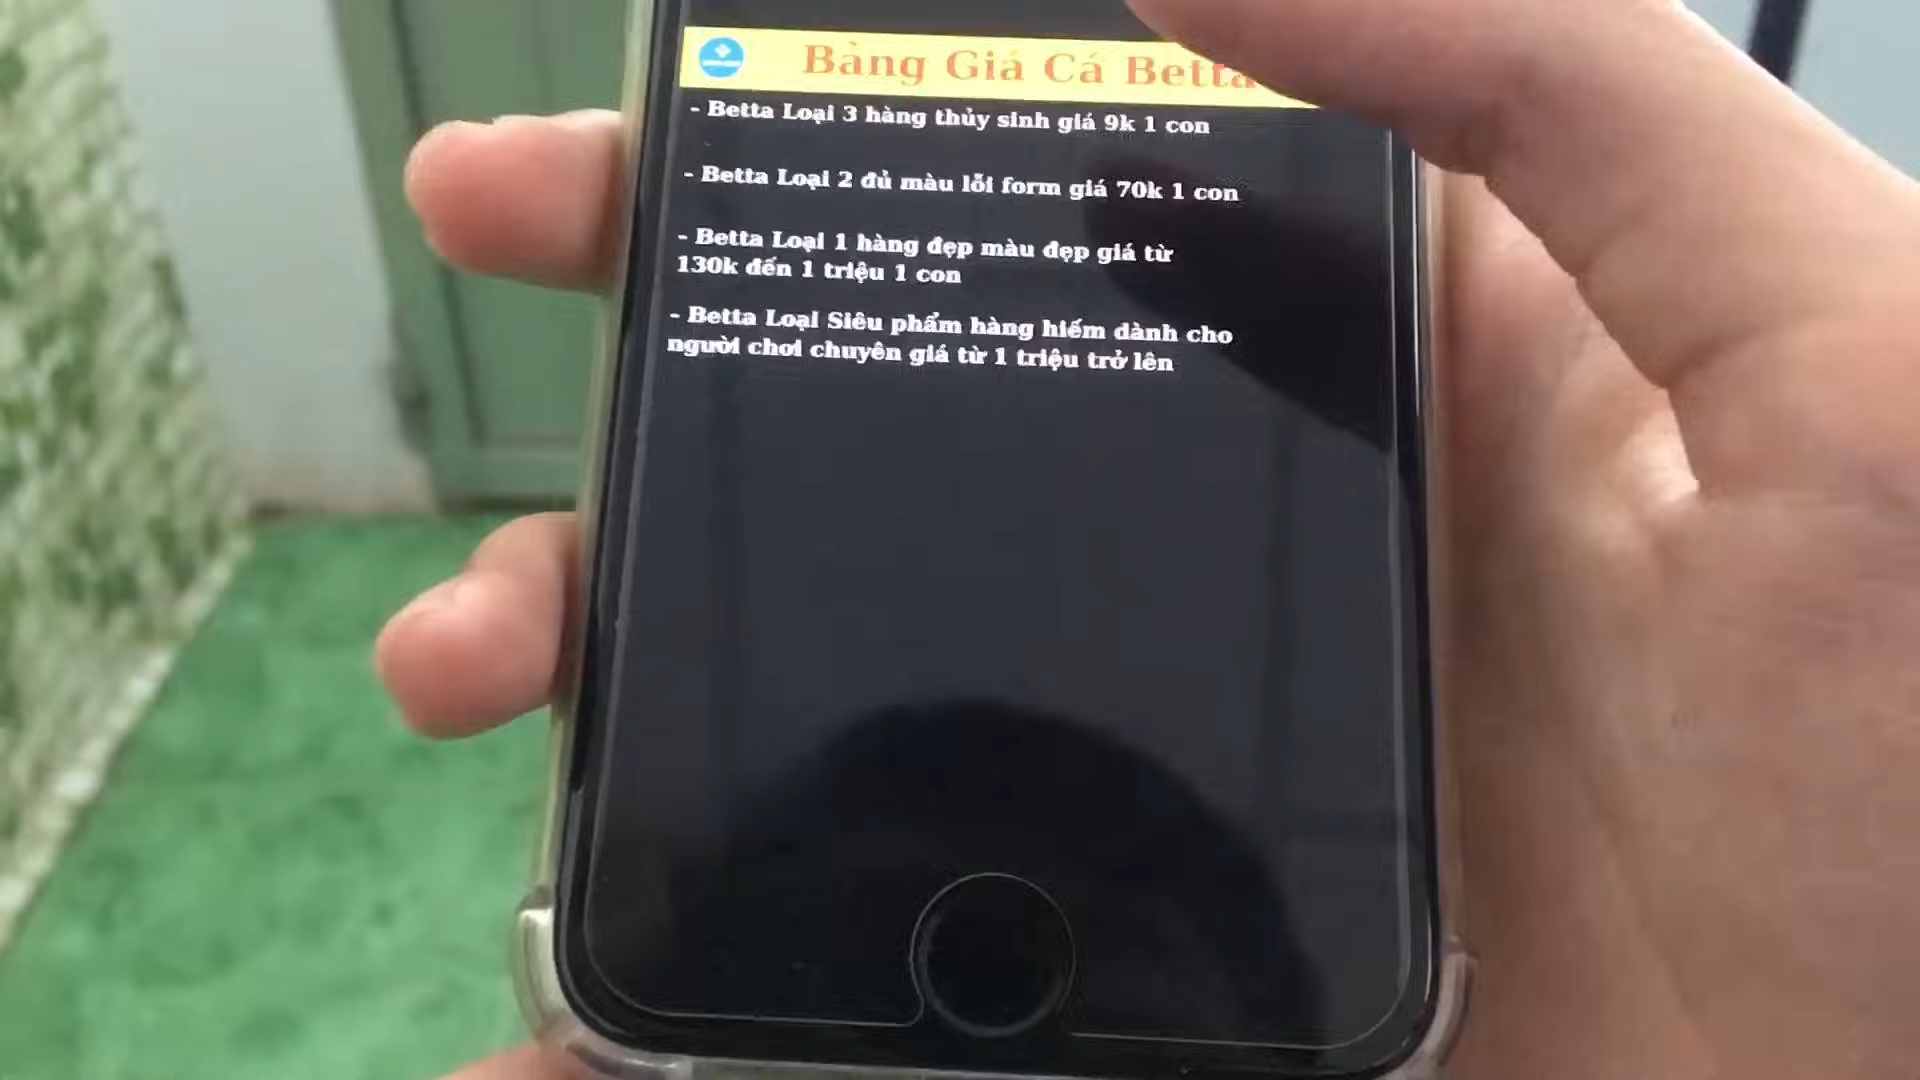 Bảng Giá Cá Betta
- Betta Loại 3 hàng thủy sinh giá 9k 1 con
- Betta Loại 2 đủ màu lỗi form giá 70k 1 con
- Betta Loại 1 hàng đẹp màu đẹp giá từ
130k đến 1 triệu 1 con
- Betta Loại Siêu phẩm hàng hiếm dành cho
người chơi chuyên giá từ 1 triệu trở lên